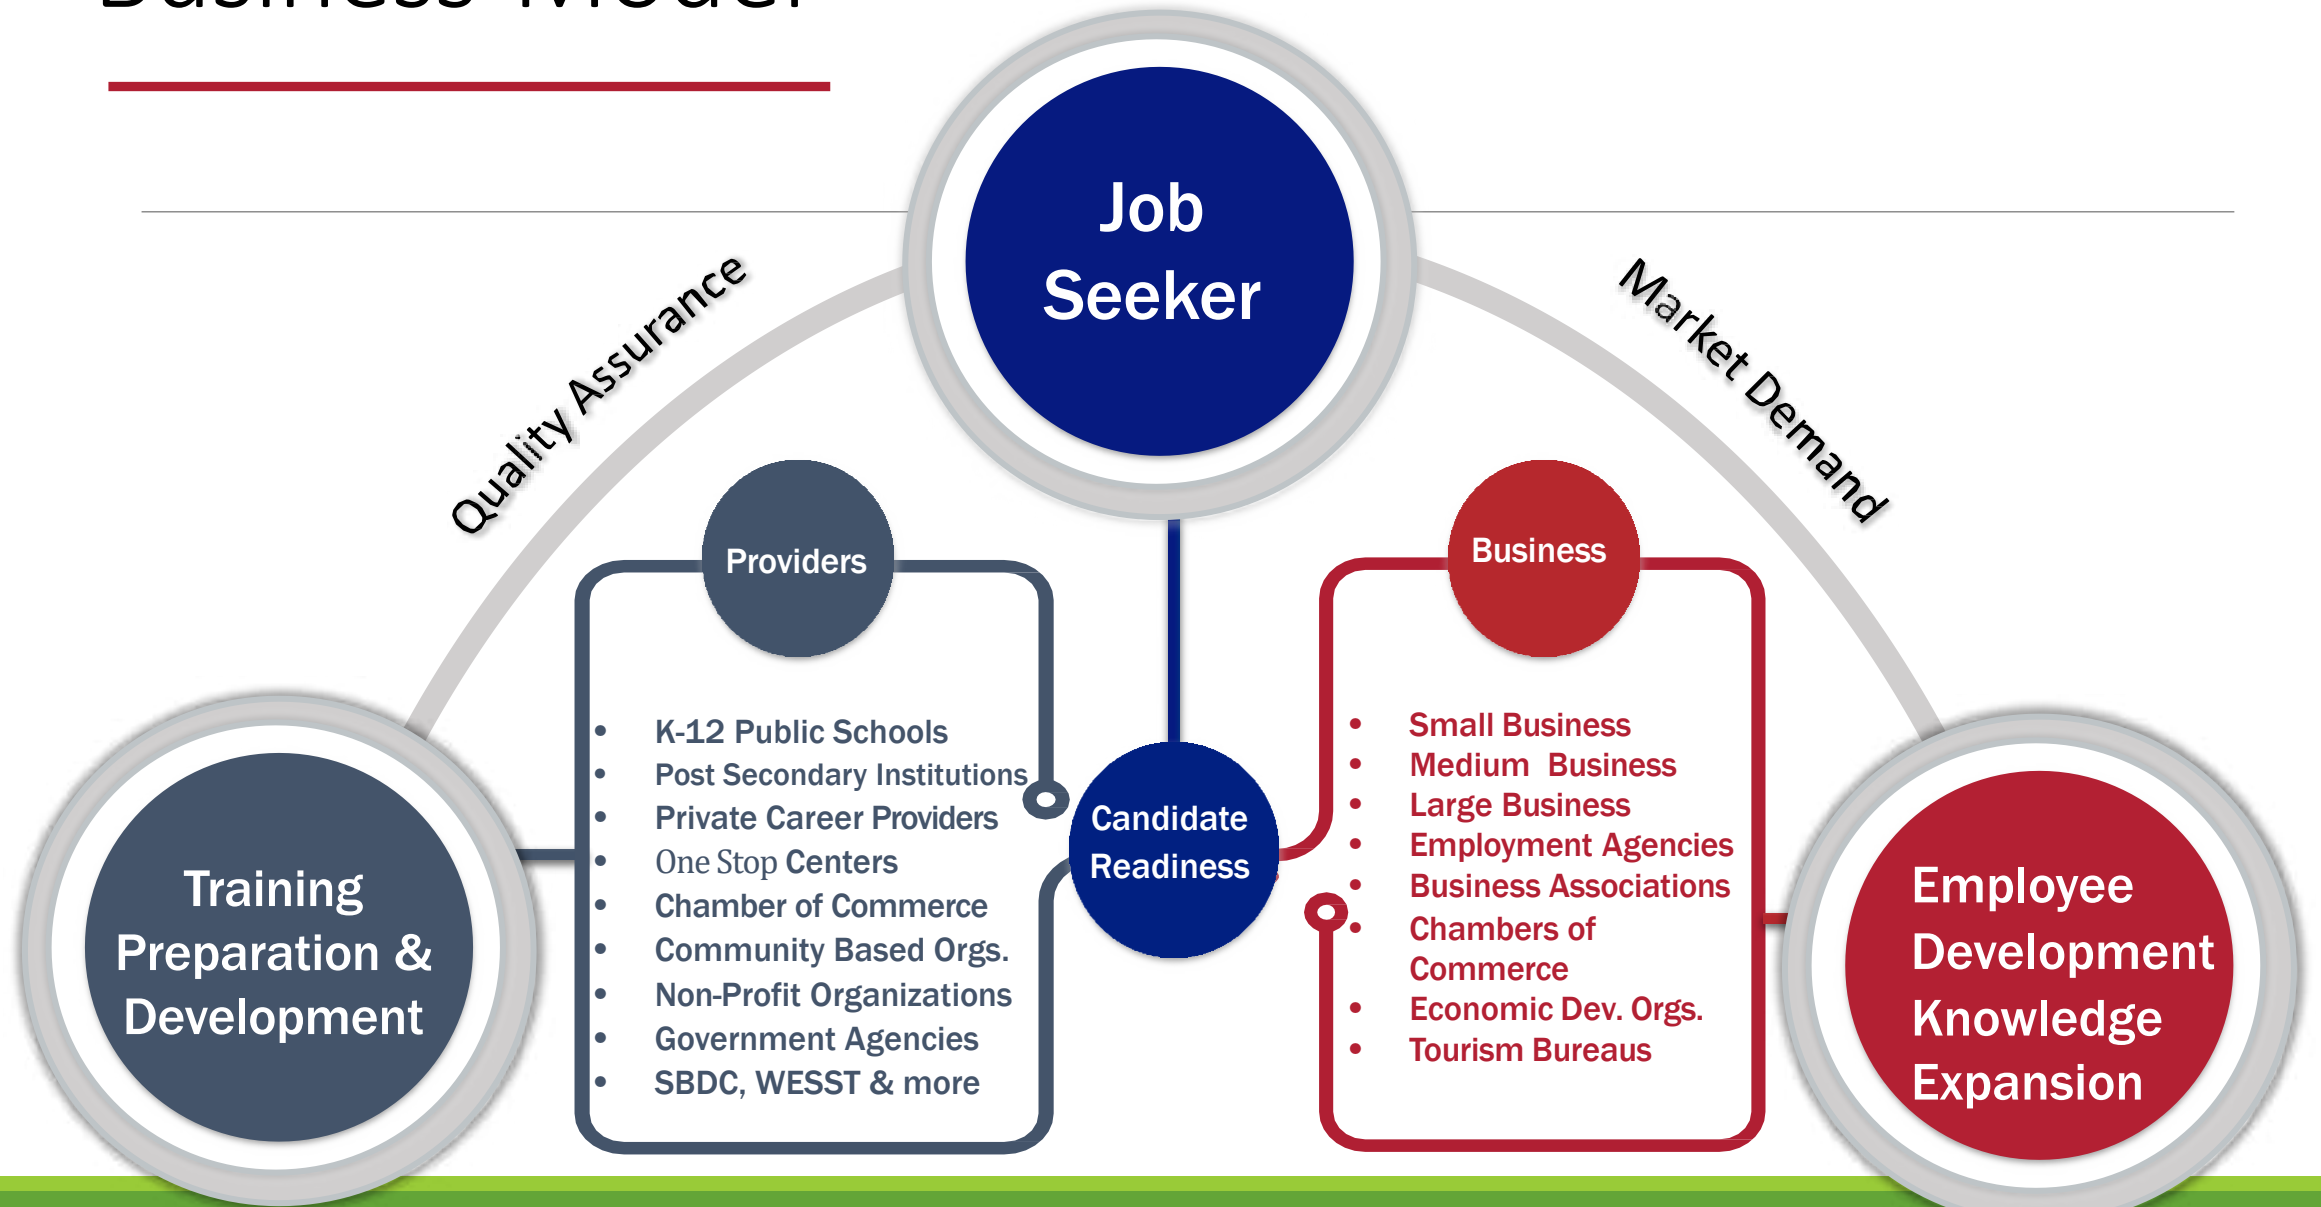 Business Model
Job
Seeker
Quality Assurance
Market Demand
Providers
Business
K-12 Public Schools
Post Secondary Institutions
Private Career Providers
One Stop Centers
Chamber of Commerce
Community Based Orgs.
Non-Profit Organizations
Government Agencies
SBDC, WESST & more
Candidate
Readiness
Small Business
Medium Business
Large Business
Employment Agencies
Business Associations
Chambers of
Commerce
Economic Dev. Orgs.
Tourism Bureaus
Training
Preparation &
Development
Employee
Development
Knowledge
Expansion